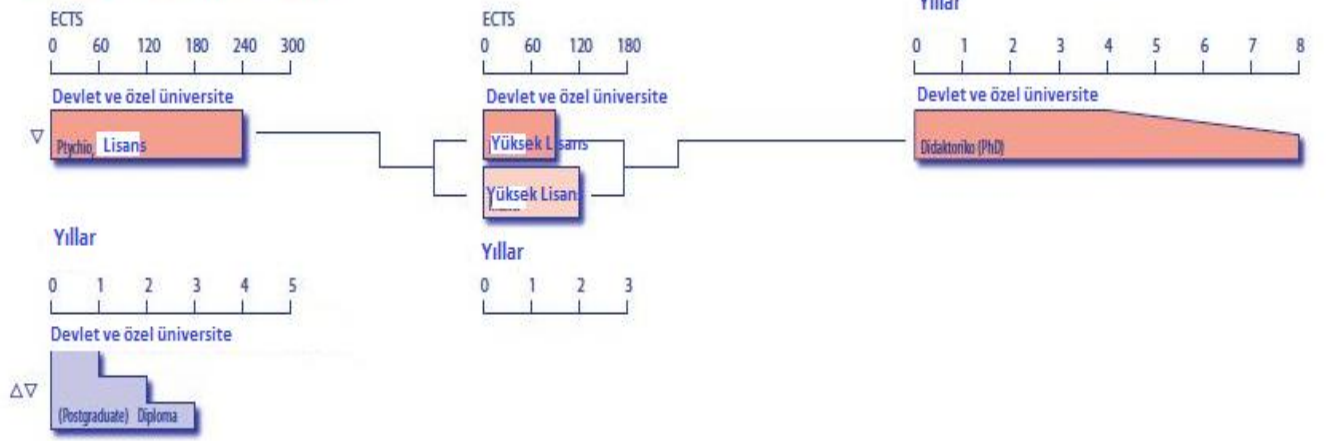 ECTS
0 60 120 180 240 300
Devlet ve özel üniversite
Ptychio, Lisans
ECTS
0 60 120 180
Devlet ve özel üniversite
Yüksek Lisans
Yüksek Lisans
Yıllar
0 1 2 3 4 5 6 7 8
Devlet ve özel üniversite
Didaktoriko (PhD)
Yıllar
0 1 2 3 4 5
Devlet ve özel üniversite
(Postgraduate) Diploma
Yıllar
0 1 2 3